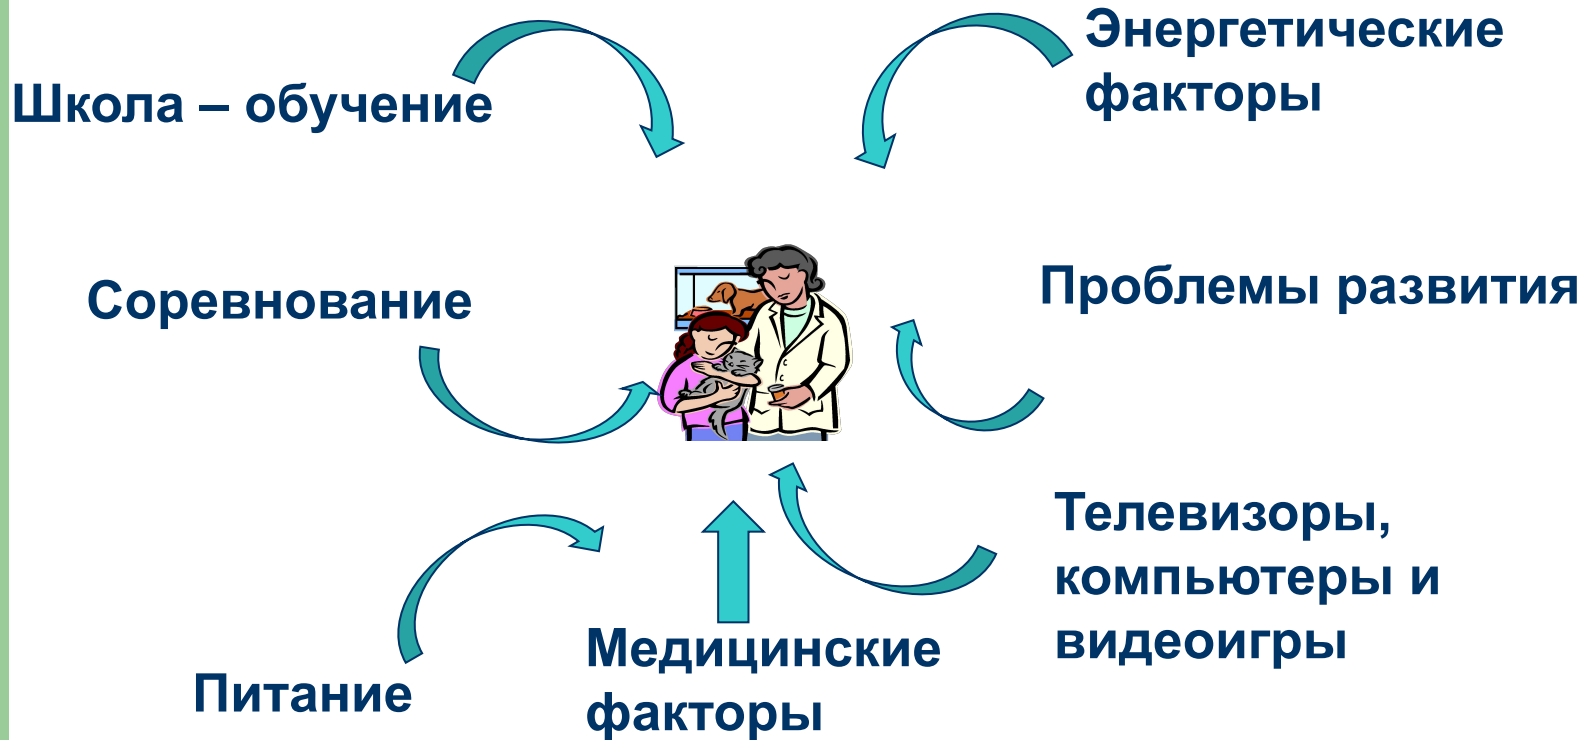 Энергетические
факторы
Школа – обучение
Соревнование
Проблемы развития
Телевизоры,
компьютеры и
видеоигры
Медицинские
факторы
Питание